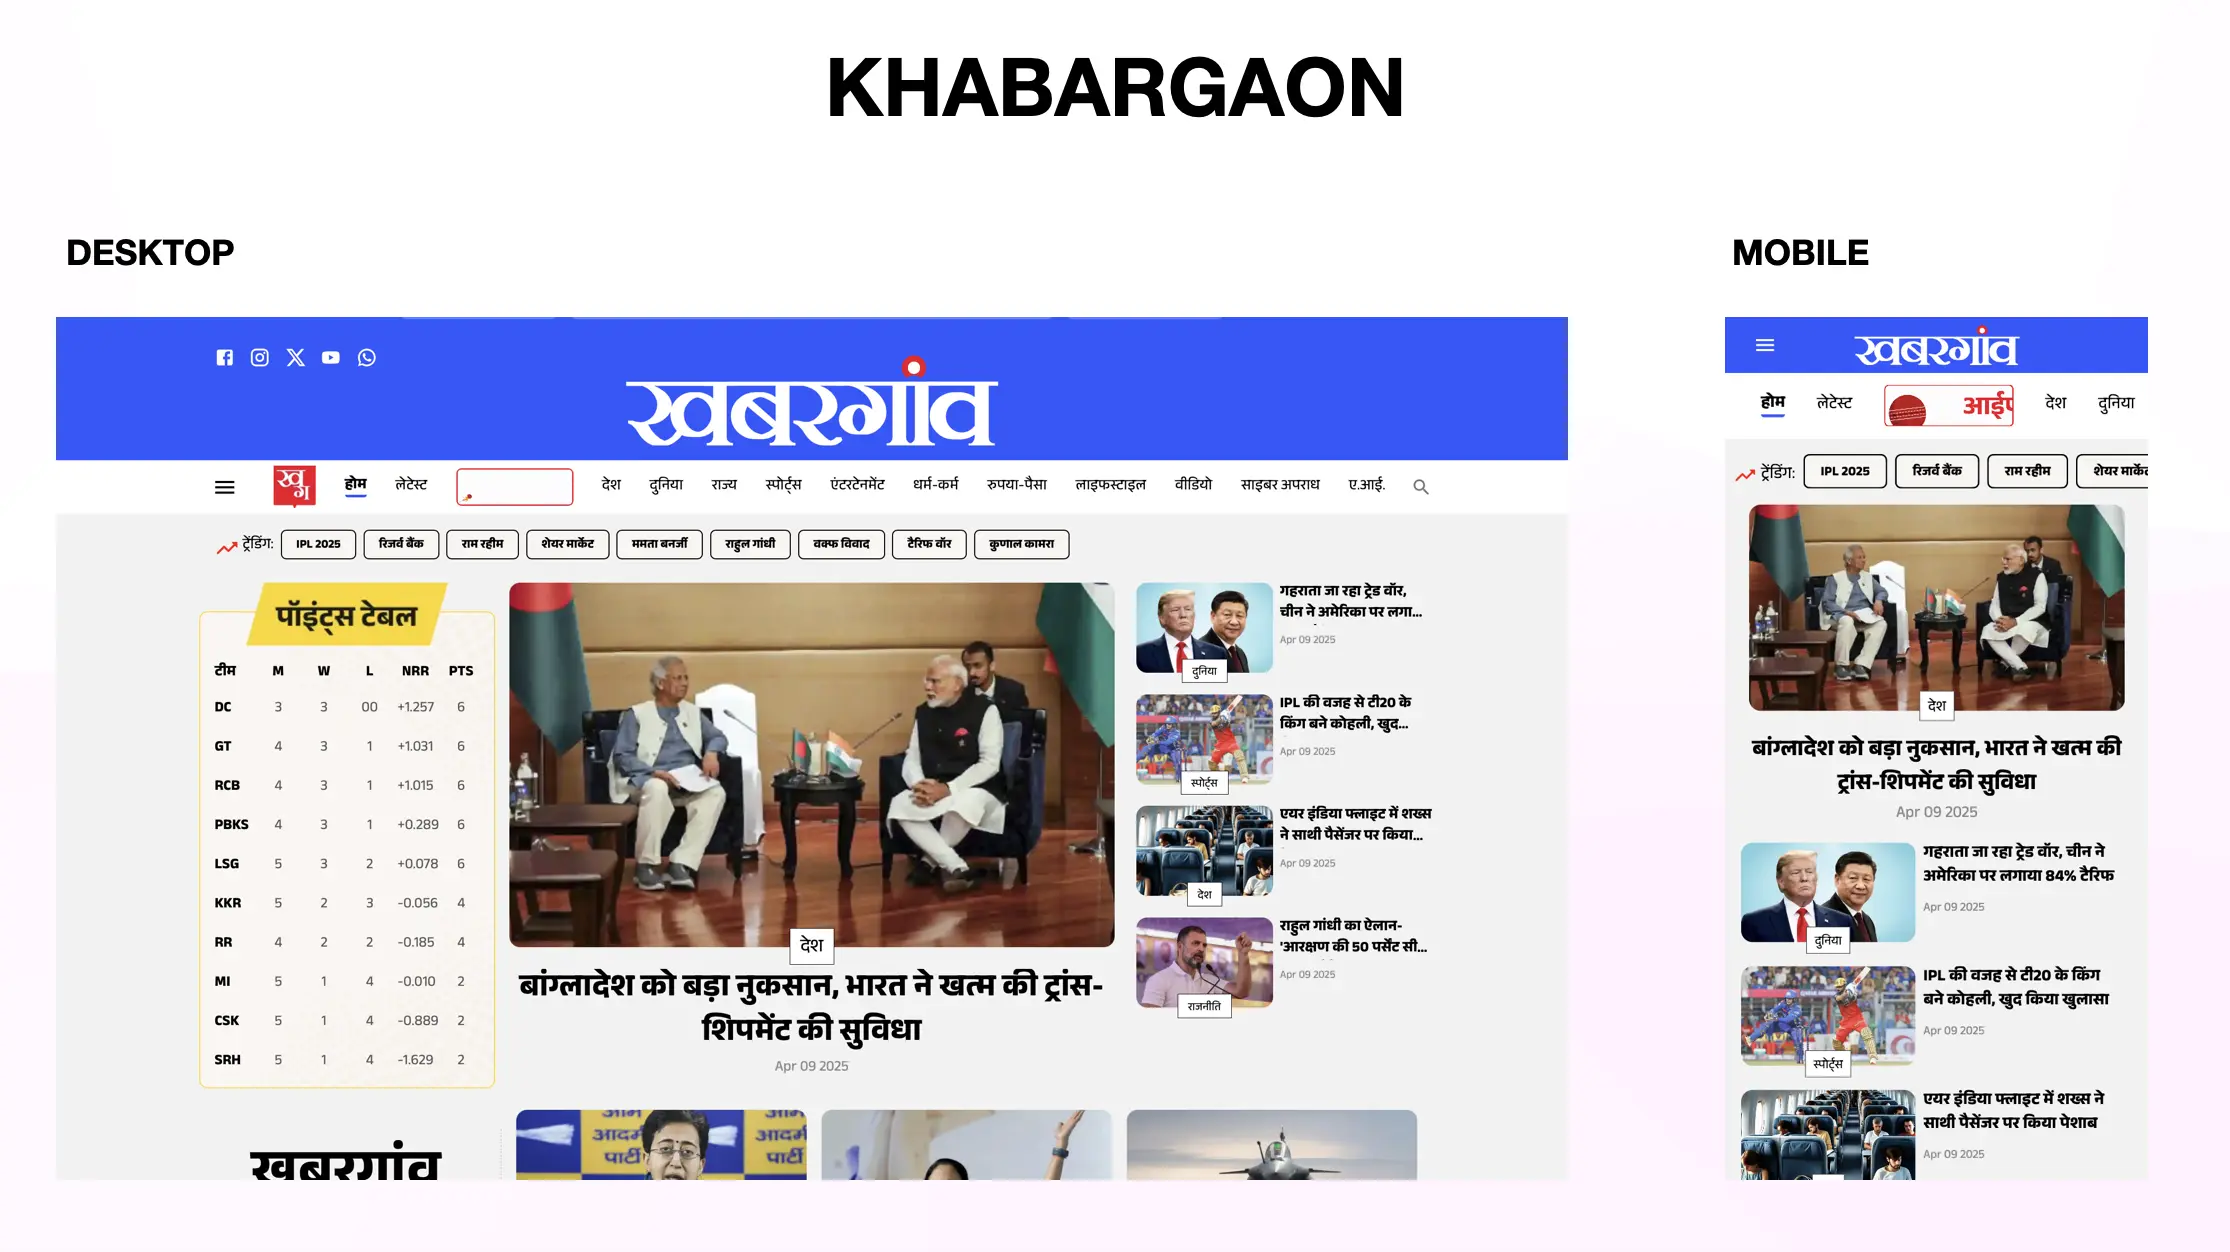 KHABARGAON
DESKTOP
खबरगांव
खग
होम लेटेस्ट देश दुनिया राज्य स्पोर्ट्स एंटरटेनमेंट धर्म-कर्म रुपया-पैसा लाइफस्टाइल वीडियो साइबर अपराध ए.आई.
ट्रेंडिंग: IPL 2025 रिजर्व बैंक राम रहीम शेयर मार्केट ममता बनर्जी राहुल गांधी वक्फ विवाद टैरिफ वॉर कुणाल कामरा
पॉइंट्स टेबल
टीम M W L NRR PTS
DC 3 3 00 +1.257 6
GT 4 3 1 +1.031 6
RCB 4 3 1 +1.015 6
PBKS 4 3 1 +0.289 6
LSG 5 3 2 +0.078 6
KKR 5 2 3 -0.056 4
RR 4 2 2 -0.185 4
MI 5 1 4 -0.010 2
CSK 5 1 4 -0.889 2
SRH 5 1 4 -1.629 2
खबरगांव
देश
बांग्लादेश को बड़ा नुकसान, भारत ने खत्म की ट्रांस-
शिपमेंट की सुविधा
Apr 09 2025
आदमी
पार्टी
आदमी
पार्टी
गहराता जा रहा ट्रेड वॉर,
चीन ने अमेरिका पर लगा...
Apr 09 2025
दुनिया
IPL की वजह से टी20 के
किंग बने कोहली, खुद...
Apr 09 2025
स्पोर्ट्स
एयर इंडिया फ्लाइट में शख्स
ने साथी पैसेंजर पर किया...
Apr 09 2025
देश
राहुल गांधी का ऐलान-
'आरक्षण की 50 पर्सेंट सी...
Apr 09 2025
राजनीति
MOBILE
खबरगांव
होम लेटेस्ट देश दुनिया
ट्रेंडिंग: IPL 2025 रिजर्व बैंक राम रहीम शेयर मार्केट
देश
बांग्लादेश को बड़ा नुकसान, भारत ने खत्म की
ट्रांस-शिपमेंट की सुविधा
Apr 09 2025
गहराता जा रहा ट्रेड वॉर, चीन ने
अमेरिका पर लगाया 84% टैरिफ
Apr 09 2025
दुनिया
IPL की वजह से टी20 के किंग
बने कोहली, खुद किया खुलासा
Apr 09 2025
स्पोर्ट्स
एयर इंडिया फ्लाइट में शख्स ने
साथी पैसेंजर पर किया पेशाब
Apr 09 2025